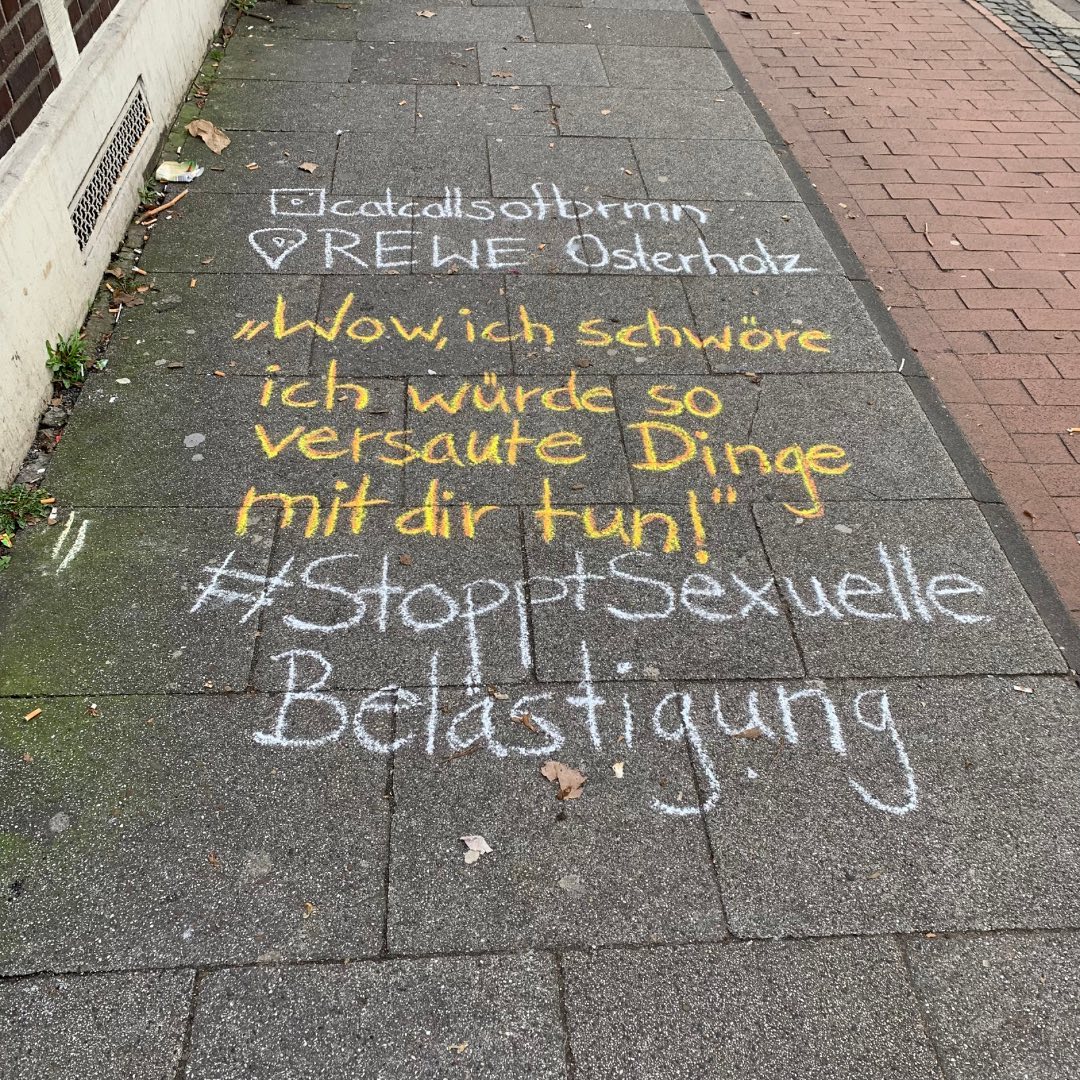 catcallsofbrmn
REWE Osterholz
„Wow, ich schwöre
ich würde so
versaute Dinge
mit dir tun!"
#StopptSexuelle
Belästigung